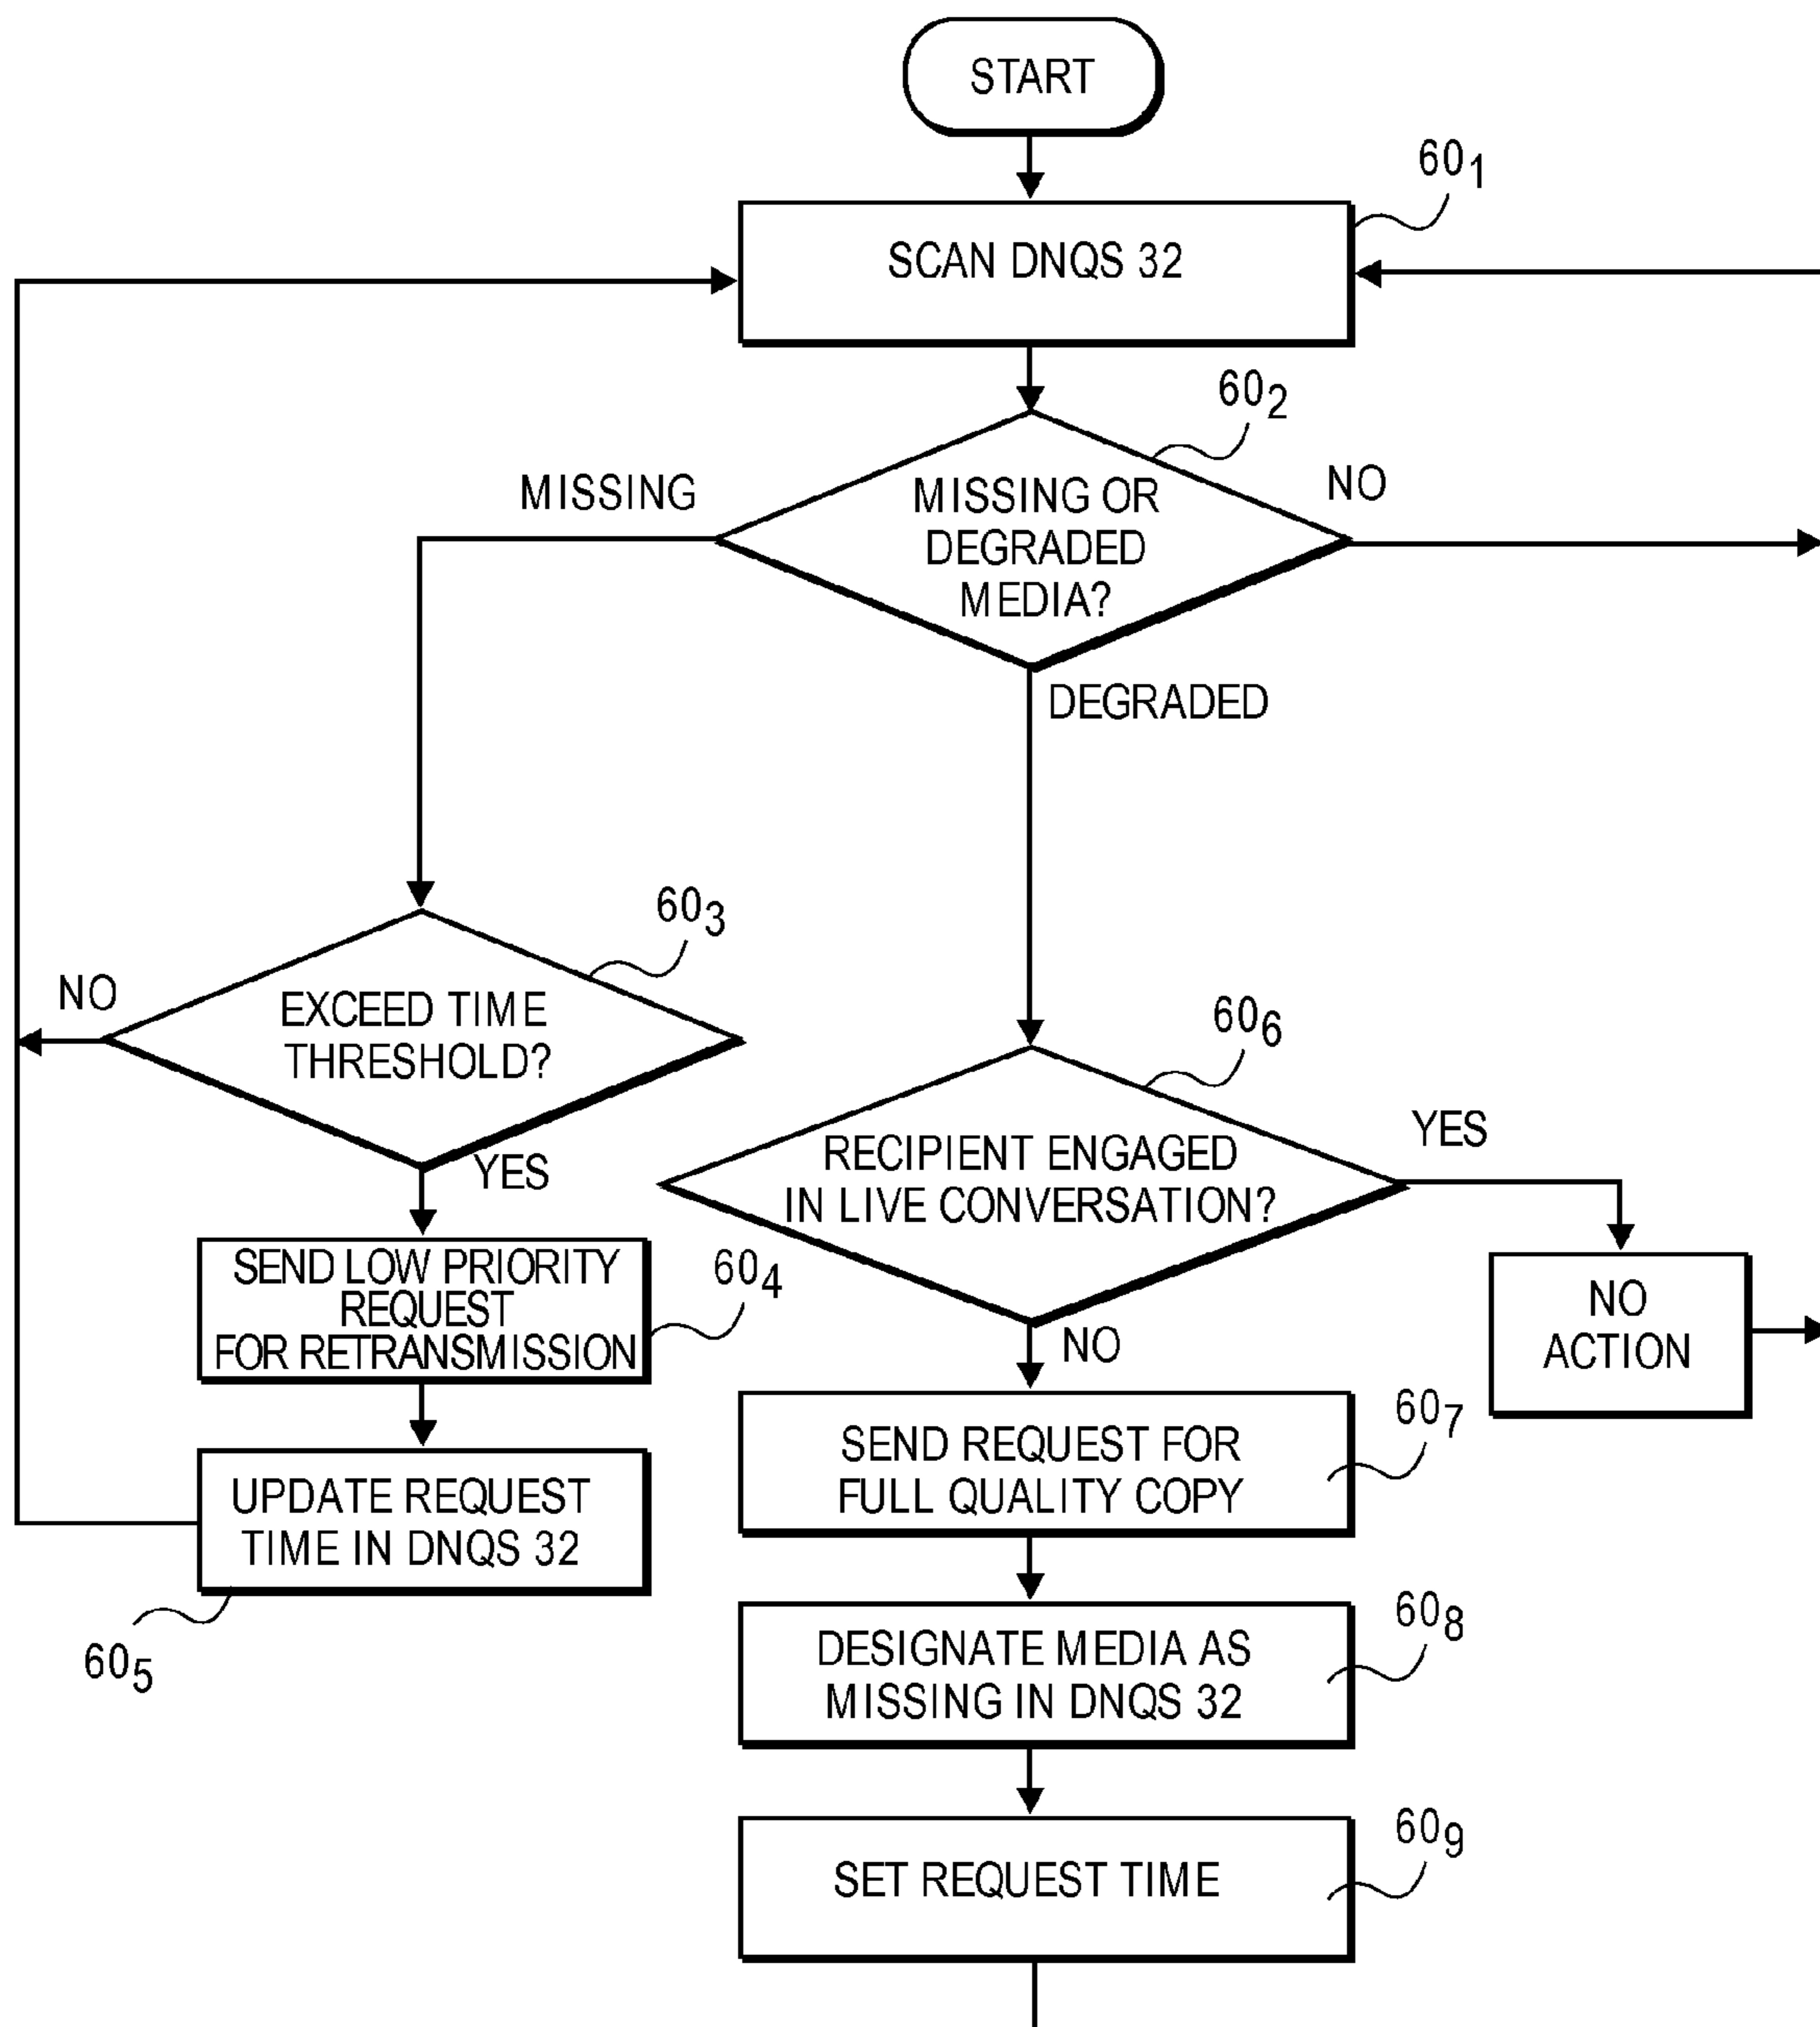 START
60₁
SCAN DNQS 32
60₂
MISSING
MISSING OR
DEGRADED
MEDIA?
NO
DEGRADED
60₃
NO
EXCEED TIME
THRESHOLD?
YES
60₆
RECIPIENT ENGAGED
IN LIVE CONVERSATION?
YES
NO
SEND LOW PRIORITY
REQUEST
FOR RETRANSMISSION
60₄
NO
ACTION
60₇
SEND REQUEST FOR
FULL QUALITY COPY
UPDATE REQUEST
TIME IN DNQS 32
60₅
60₈
DESIGNATE MEDIA AS
MISSING IN DNQS 32
60₉
SET REQUEST TIME